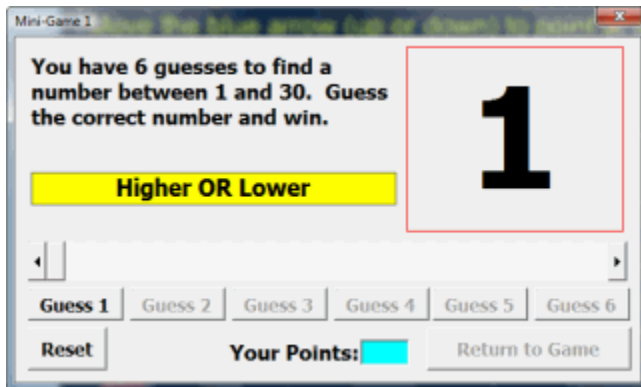 Mini-Game 1
You have 6 guesses to find a
number between 1 and 30. Guess
the correct number and win.
1
Higher OR Lower
Guess 1 Guess 2 Guess 3 Guess 4 Guess 5 Guess 6
Reset Your Points: Return to Game